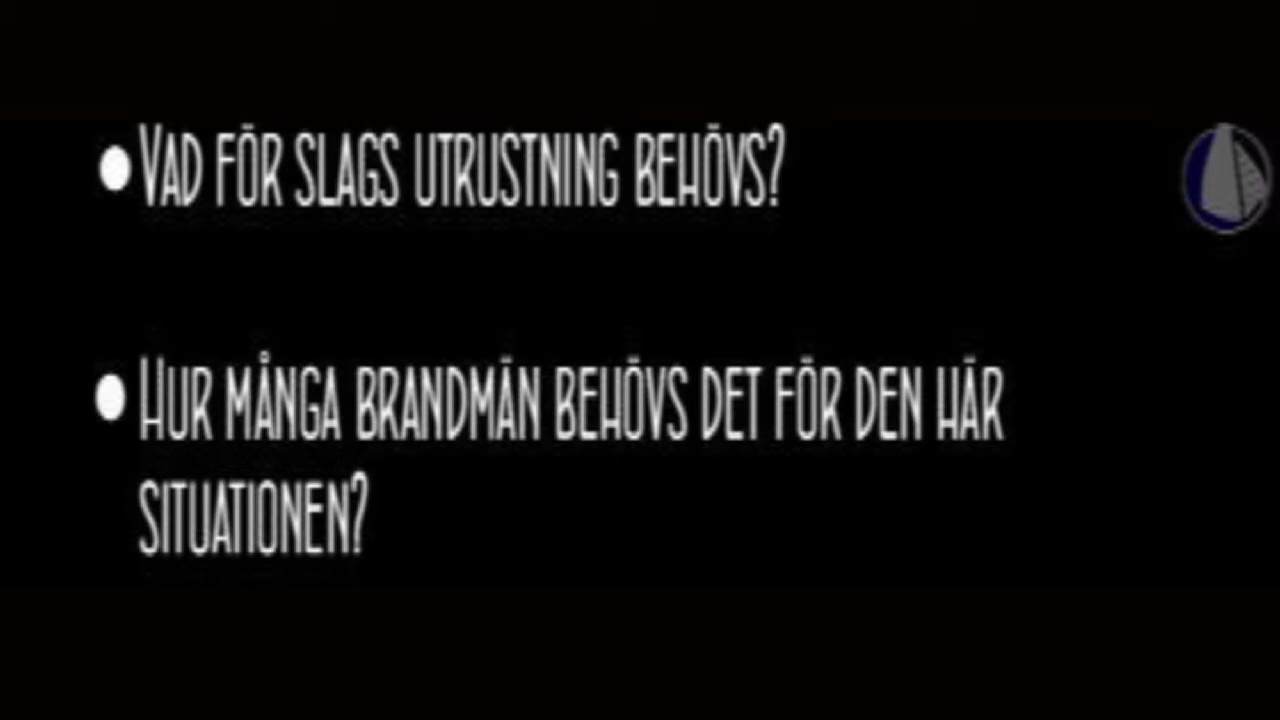 • VAD FÖR SLAGS UTRUSTNING BEHÖVS?
• HUR MÅNGA BRANDMÄN BEHÖVS DET FÖR DEN HÄR
SITUATIONEN?